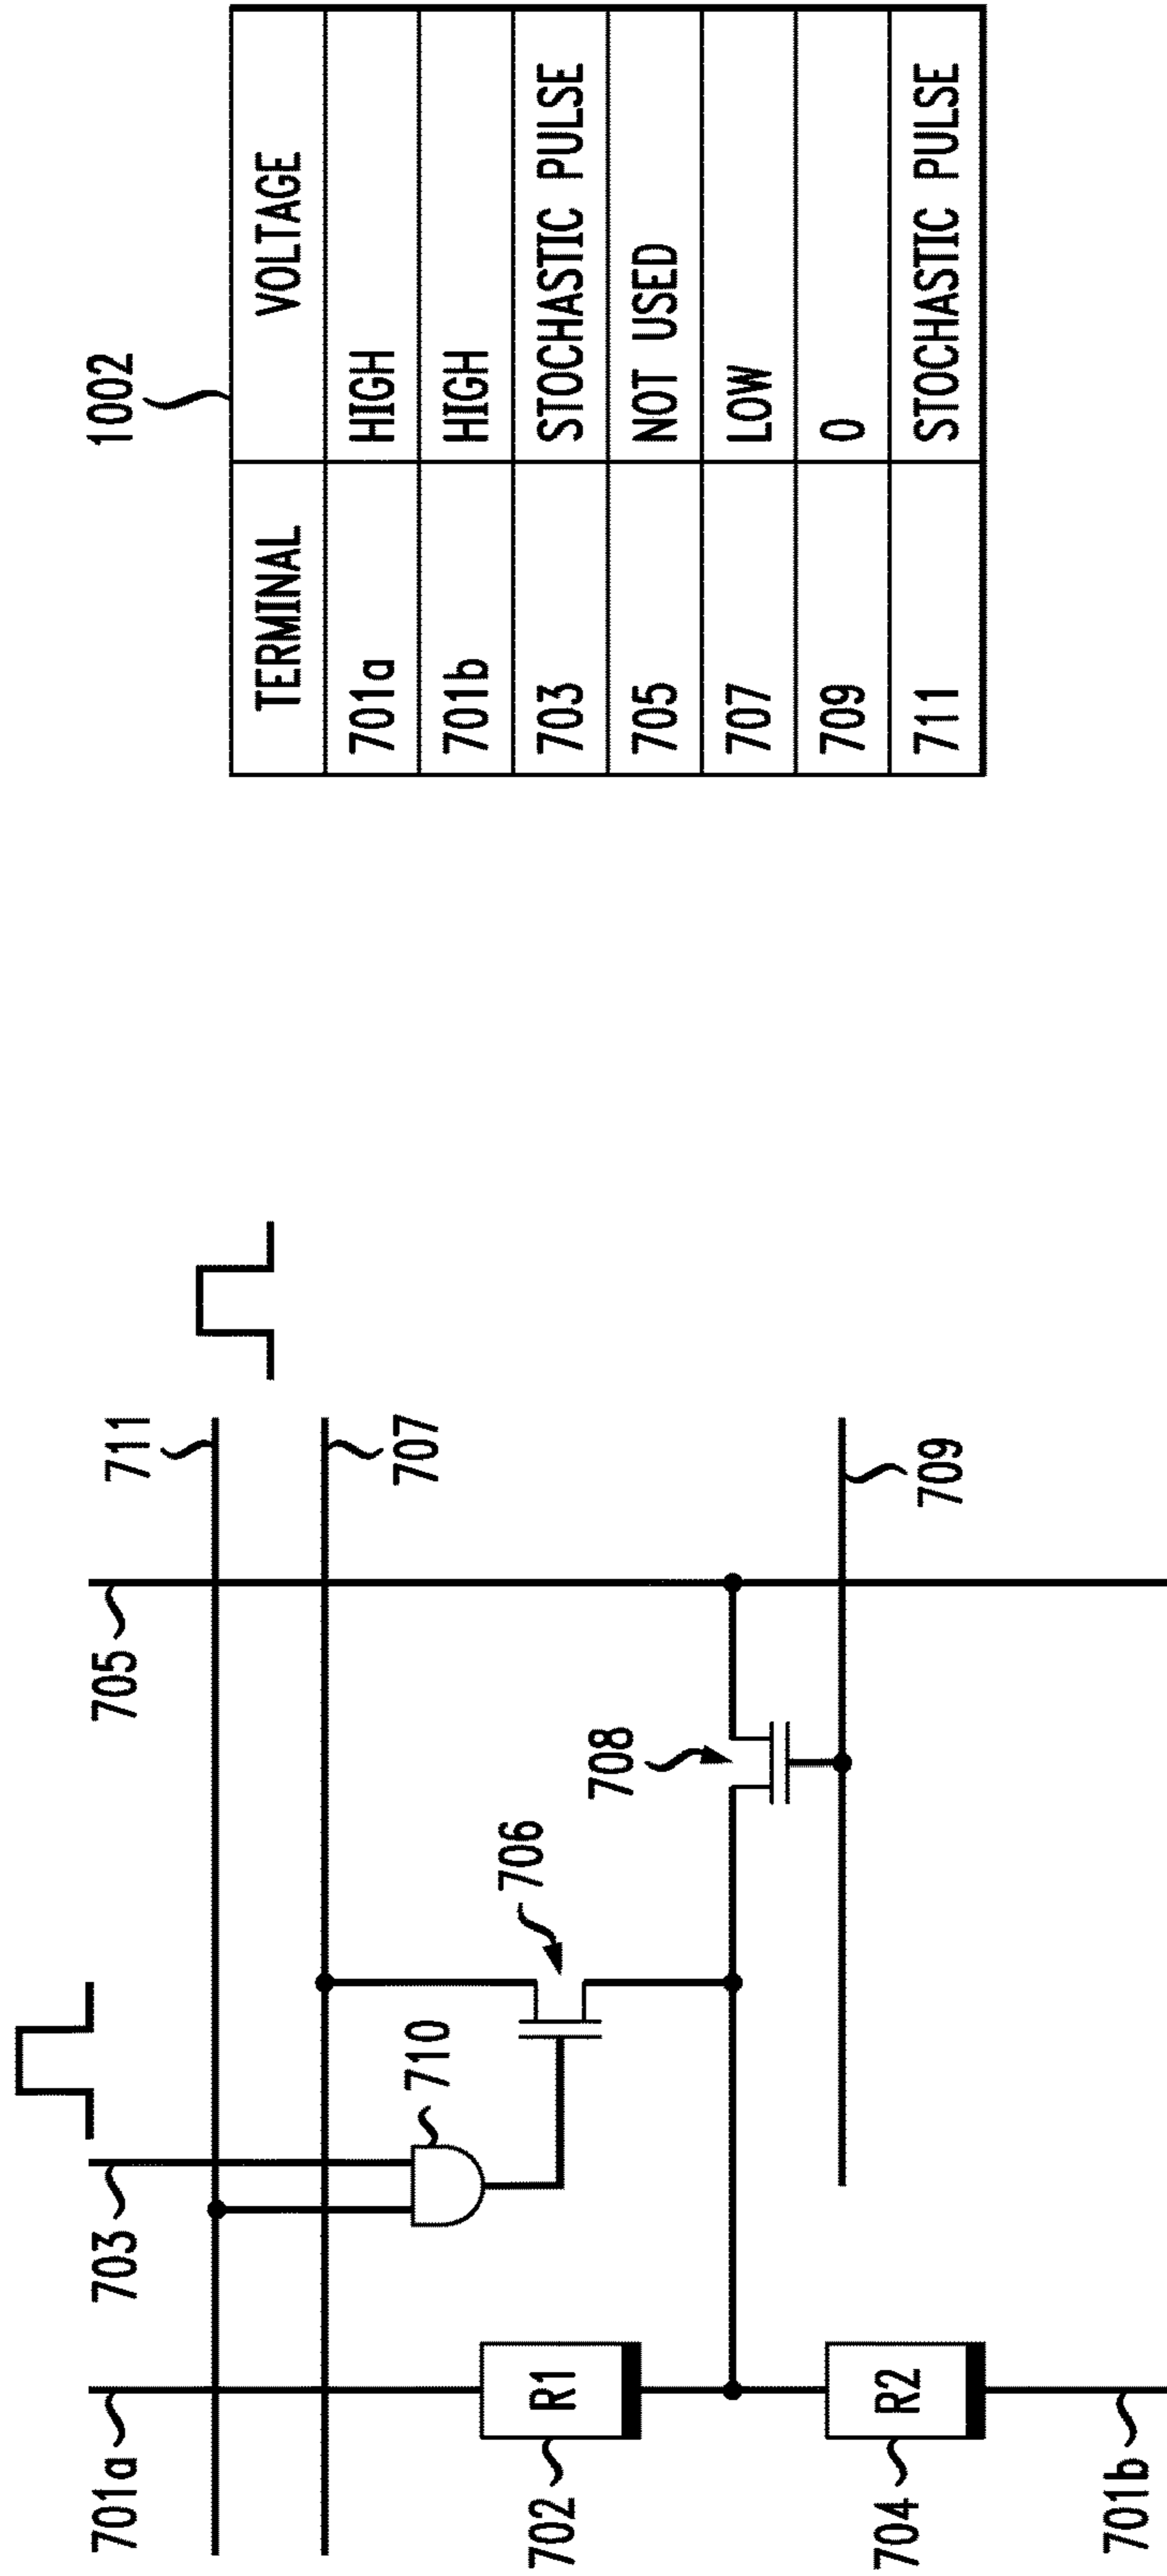 701a
703
705
711
707
710
706
708
702
R1
704
R2
709
701b
1002
TERMINAL VOLTAGE
701a HIGH
701b HIGH
703 STOCHASTIC PULSE
705 NOT USED
707 LOW
709 0
711 STOCHASTIC PULSE